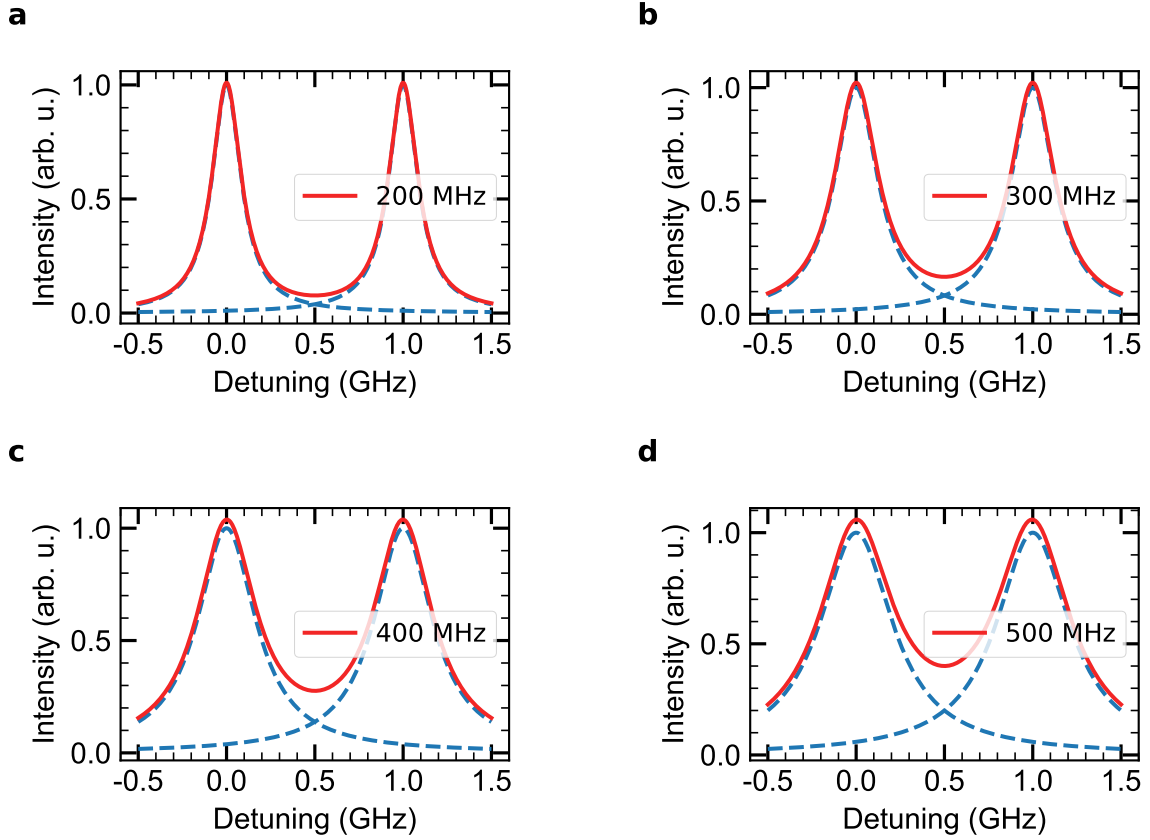 a
Intensity (arb. u.)
1.0
0.5
0.0
200 MHz
-0.5 0.0 0.5 1.0 1.5
Detuning (GHz)
b
Intensity (arb. u.)
1.0
0.5
0.0
300 MHz
-0.5 0.0 0.5 1.0 1.5
Detuning (GHz)
c
Intensity (arb. u.)
1.0
0.5
0.0
400 MHz
-0.5 0.0 0.5 1.0 1.5
Detuning (GHz)
d
Intensity (arb. u.)
1.0
0.5
0.0
500 MHz
-0.5 0.0 0.5 1.0 1.5
Detuning (GHz)